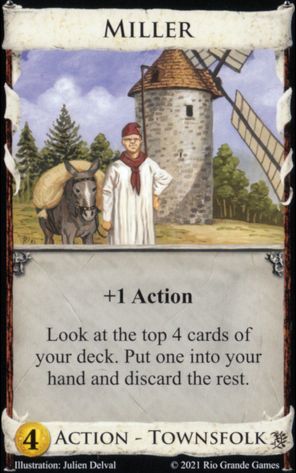 MILLER
+1 Action
Look at the top 4 cards of
your deck. Put one into your
hand and discard the rest.
4 ACTION - TOWNSFOLK
Illustration: Julien Delval © 2021 Rio Grande Games